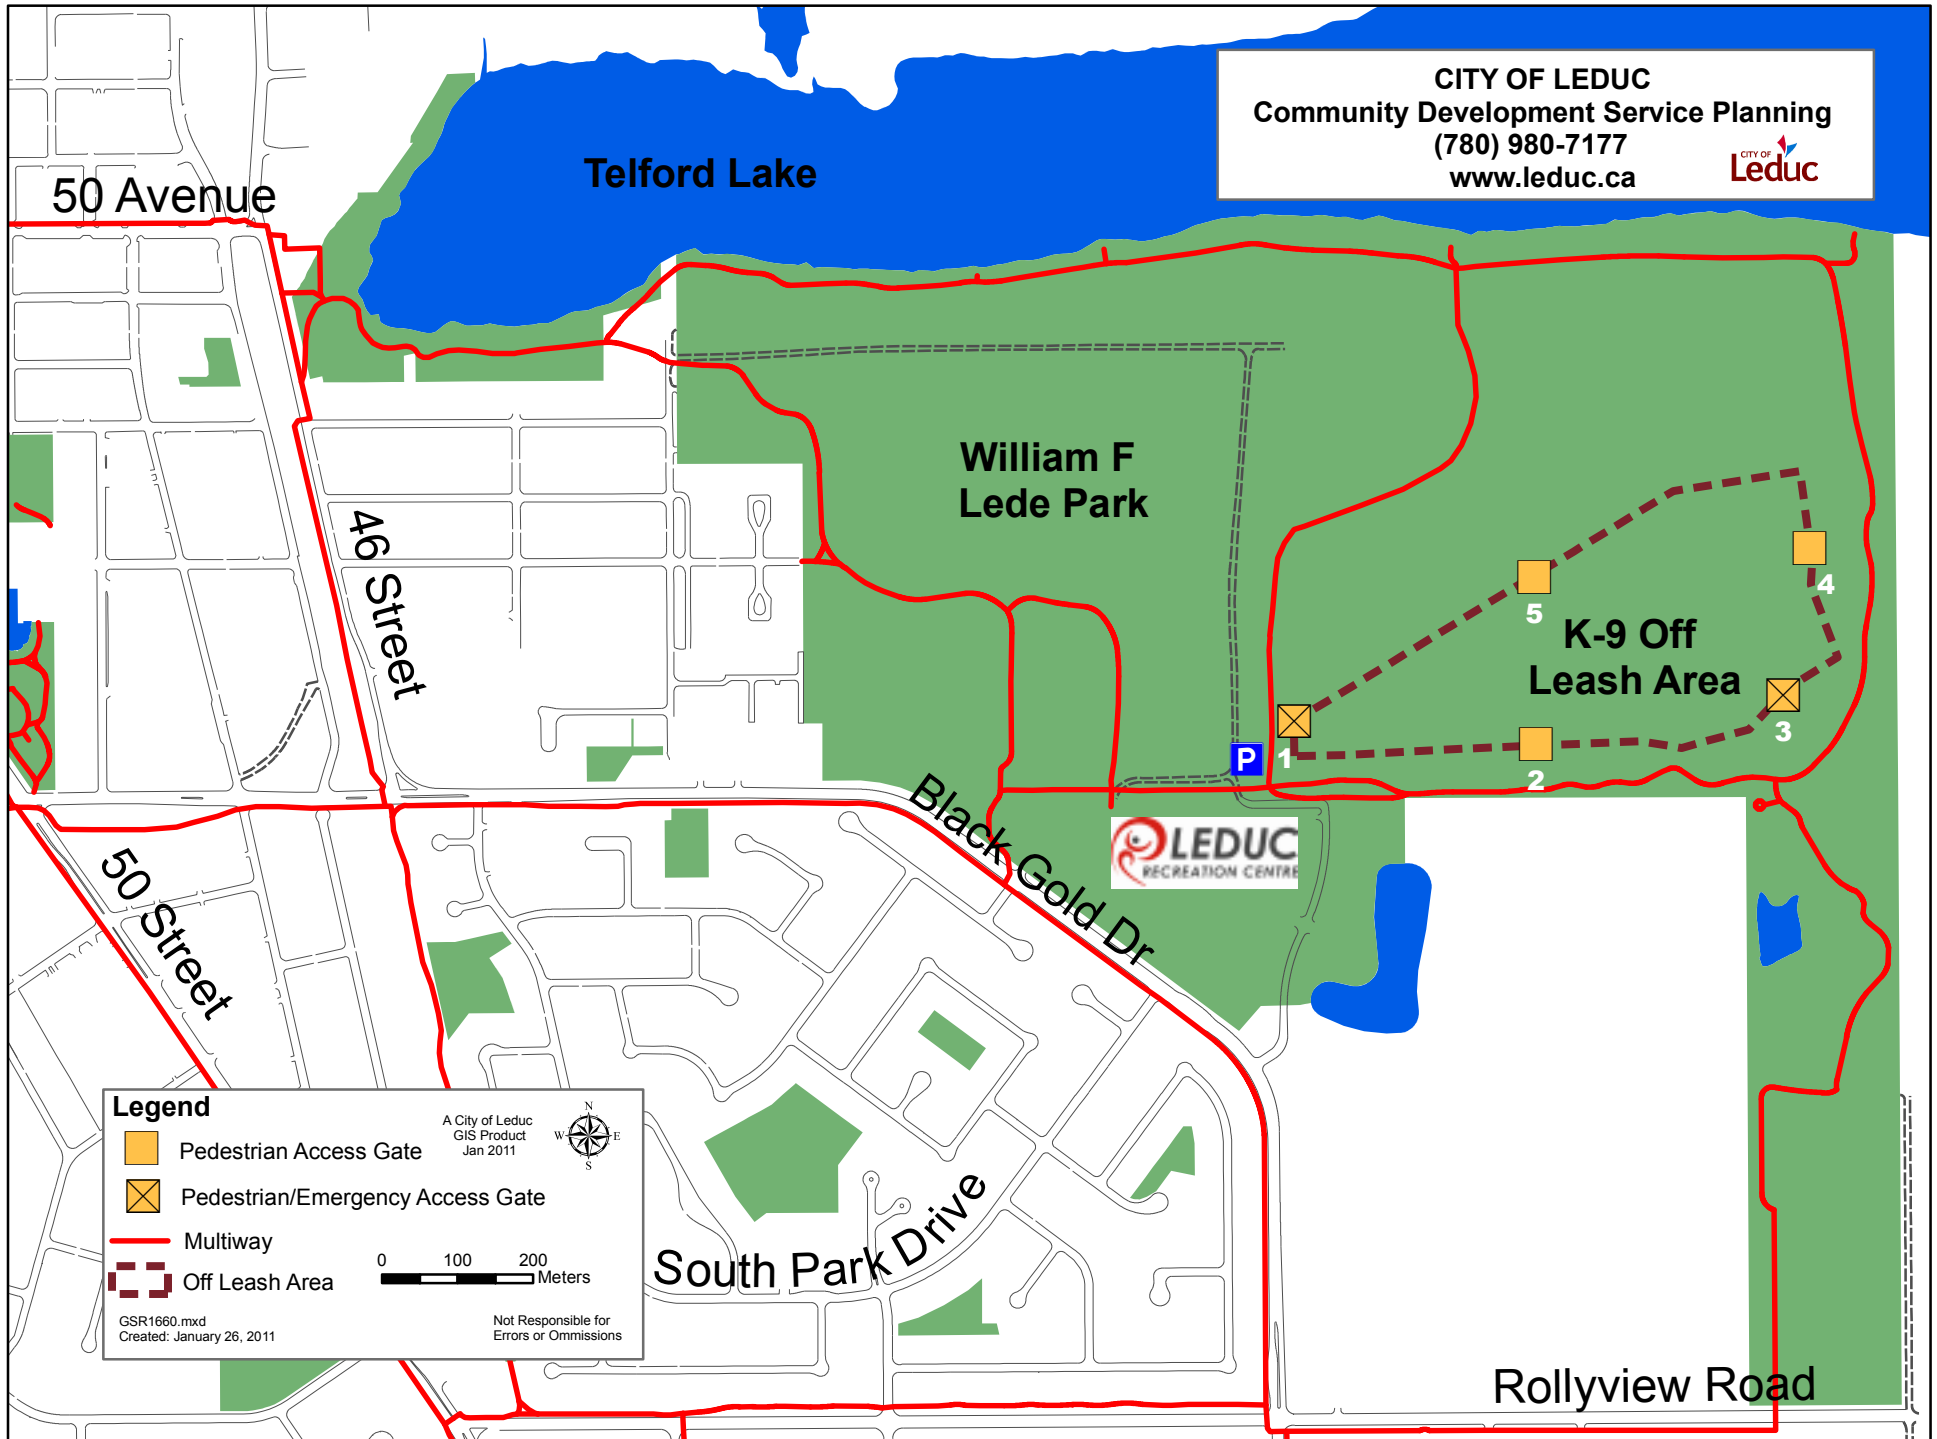 CITY OF LEDUC
Community Development Service Planning
(780) 980-7177
www.leduc.ca
CITY OF
Leduc
Telford Lake
50 Avenue
William F
Lede Park
46 Street
5
4
K-9 Off
Leash Area
3
1
2
P
Black Gold Dr
LEDUC
RECREATION CENTRE
50 Street
Legend
Pedestrian Access Gate
Pedestrian/Emergency Access Gate
Multiway
Off Leash Area
A City of Leduc
GIS Product
Jan 2011
N
W E
S
0 100 200
Meters
GSR1660.mxd
Created: January 26, 2011
Not Responsible for
Errors or Ommissions
South Park Drive
Rollyview Road